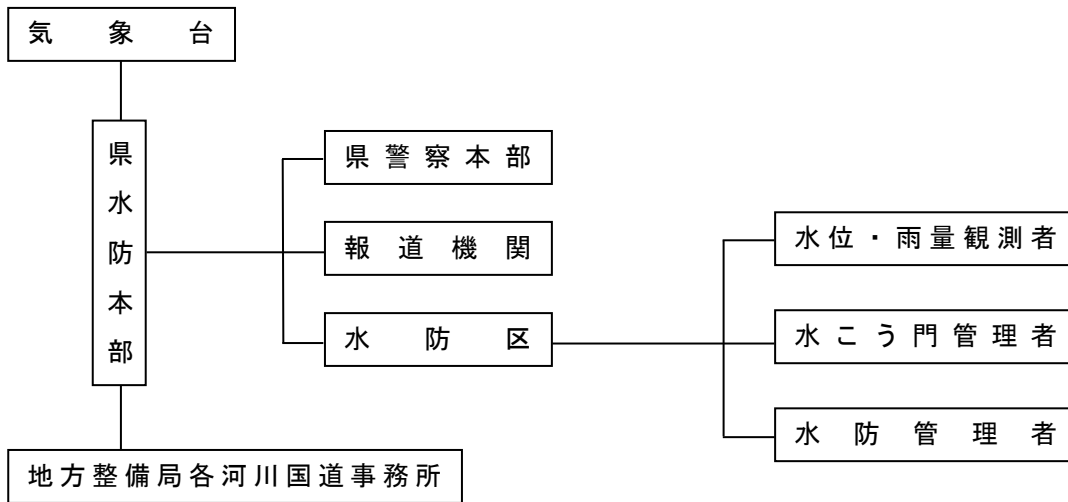 気象台
県水防本部
県警察本部
報道機関
水防区
水位・雨量観測者
水こう門管理者
水防管理者
地方整備局各河川国道事務所